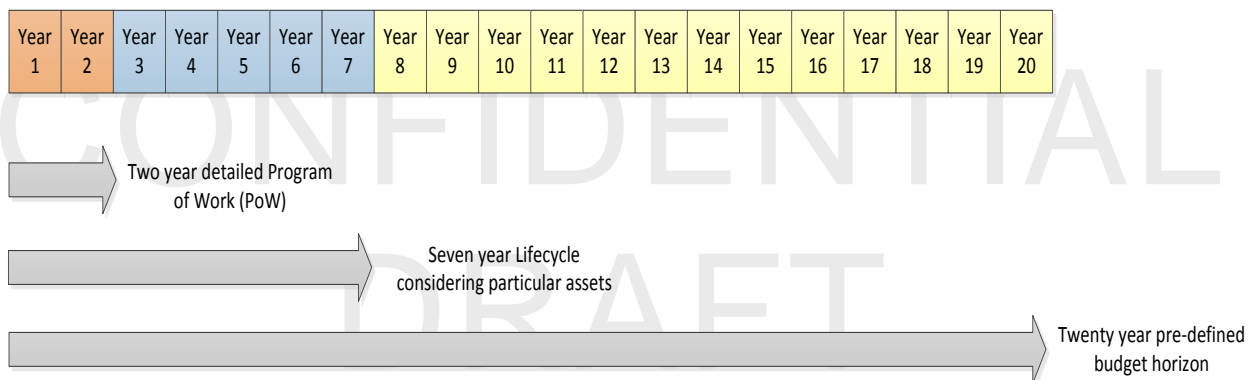 Year Year Year Year Year Year Year Year Year Year Year Year Year Year Year Year Year Year Year Year
1 2 3 4 5 6 7 8 9 10 11 12 13 14 15 16 17 18 19 20
CONFIDENTIAL
Two year detailed Program
of Work (PoW)
Seven year Lifecycle
considering particular assets
DRAFT
Twenty year pre-defined
budget horizon